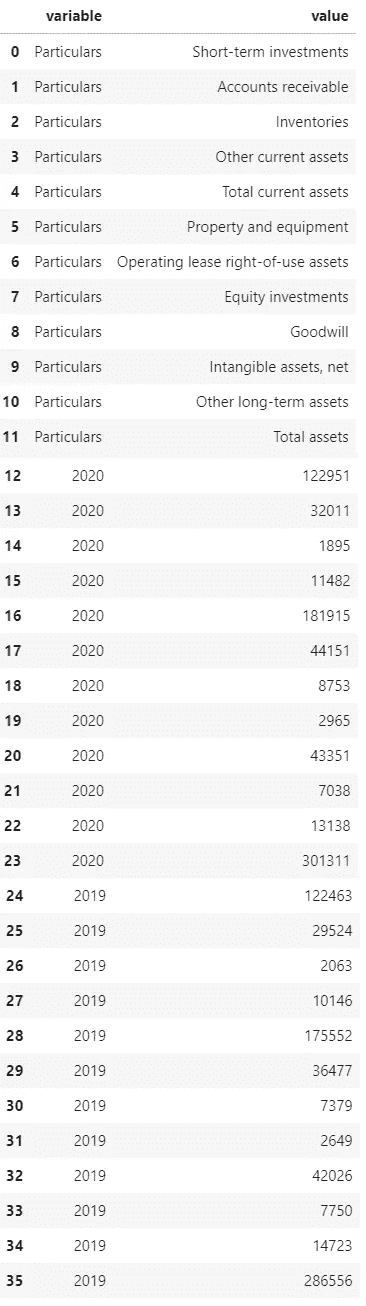 variable value
0 Particulars Short-term investments
1 Particulars Accounts receivable
2 Particulars Inventories
3 Particulars Other current assets
4 Particulars Total current assets
5 Particulars Property and equipment
6 Particulars Operating lease right-of-use assets
7 Particulars Equity investments
8 Particulars Goodwill
9 Particulars Intangible assets, net
10 Particulars Other long-term assets
11 Particulars Total assets
12 2020 122951
13 2020 32011
14 2020 1895
15 2020 11482
16 2020 181915
17 2020 44151
18 2020 8753
19 2020 2965
20 2020 43351
21 2020 7038
22 2020 13138
23 2020 301311
24 2019 122463
25 2019 29524
26 2019 2063
27 2019 10146
28 2019 175552
29 2019 36477
30 2019 7379
31 2019 2649
32 2019 42026
33 2019 7750
34 2019 14723
35 2019 286556